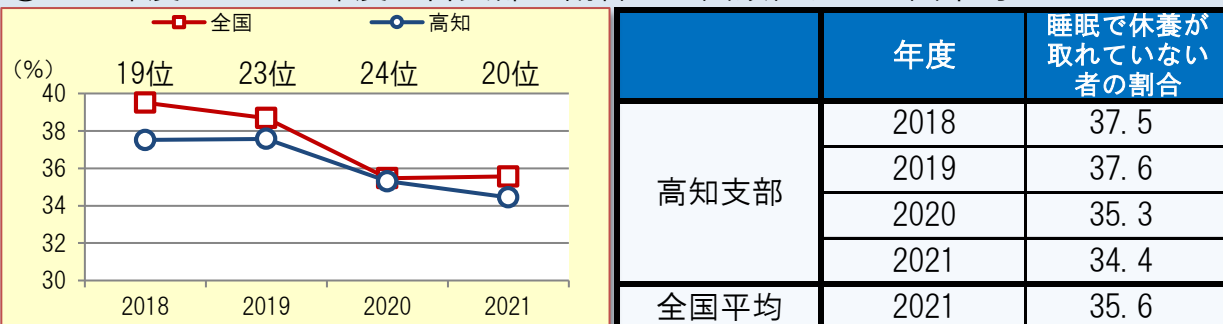 全国
高知
(%)
19位 23位 24位 20位
40
38
36
34
32
30
2018 2019 2020 2021
年度
睡眠で休養が
取れていない
者の割合
高知支部
2018 37.5
2019 37.6
2020 35.3
2021 34.4
全国平均 2021 35.6